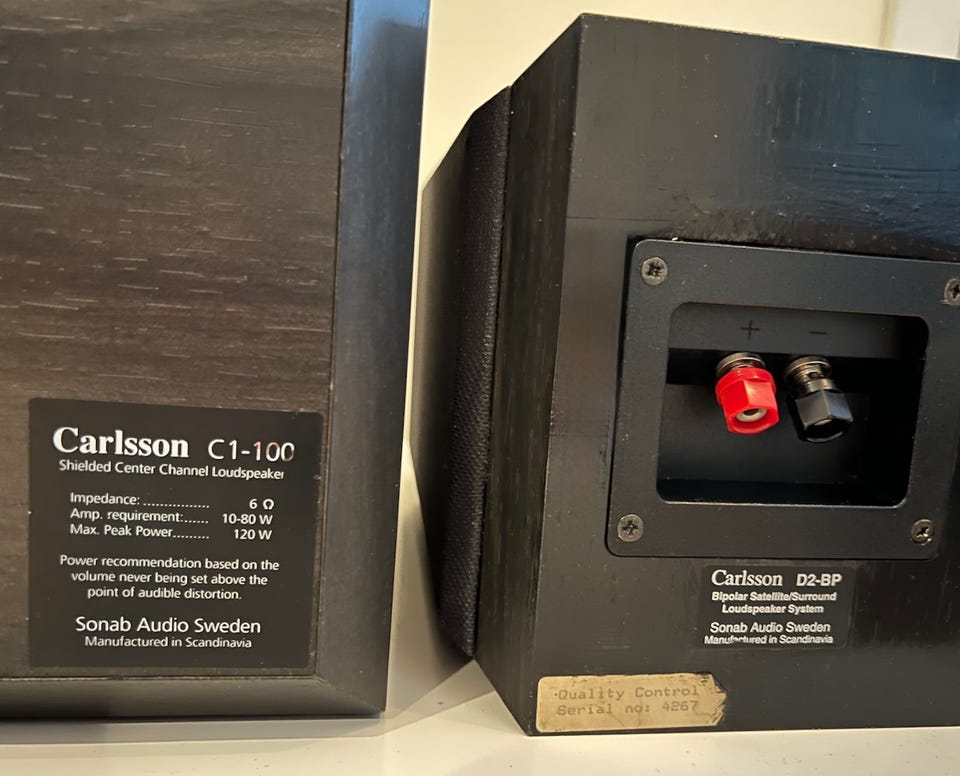 Carlsson C1-100
Shielded Center Channel Loudspeaker
Impedance: ................ 6 Ω
Amp. requirement:...... 10-80 W
Max. Peak Power......... 120 W
Power recommendation based on the
volume never being set above the
point of audible distortion.
Sonab Audio Sweden
Manufactured in Scandinavia
+ −
Carlsson D2-BP
Bipolar Satellite/Surround
Loudspeaker System
Sonab Audio Sweden
Manufactured in Scandinavia
Quality Control
Serial no: 4267